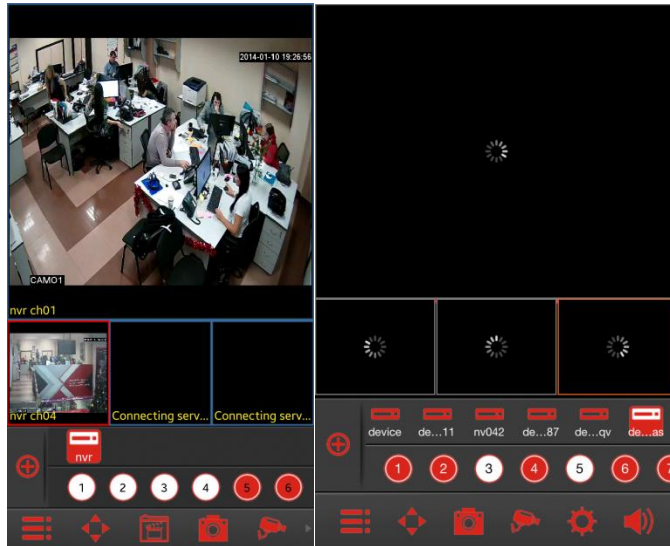 2014-01-10 19:26:56
CAM01
nvr ch01
nvr ch04
Connecting serv...
Connecting serv...
nvr
1 2 3 4 5 6
device de...11 nv042 de...87 de...qv de...as
1 2 3 4 5 6 7